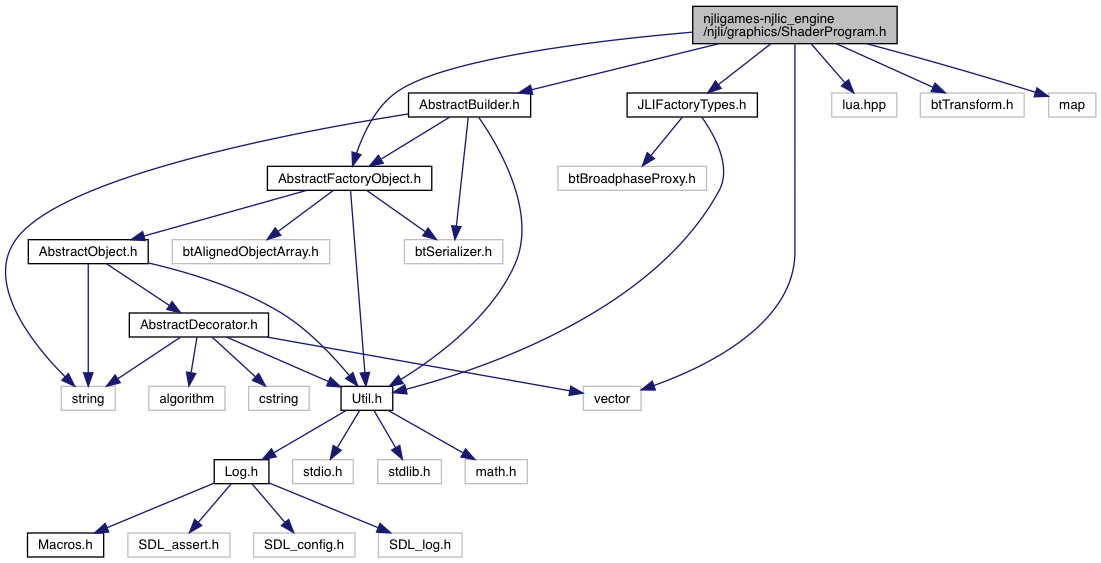 njligames-njlic_engine
/njli/graphics/ShaderProgram.h
AbstractBuilder.h
JLIFactoryTypes.h
lua.hpp
btTransform.h
map
AbstractFactoryObject.h
btBroadphaseProxy.h
AbstractObject.h
btAlignedObjectArray.h
btSerializer.h
AbstractDecorator.h
string
algorithm
cstring
Util.h
vector
Log.h
stdio.h
stdlib.h
math.h
Macros.h
SDL_assert.h
SDL_config.h
SDL_log.h